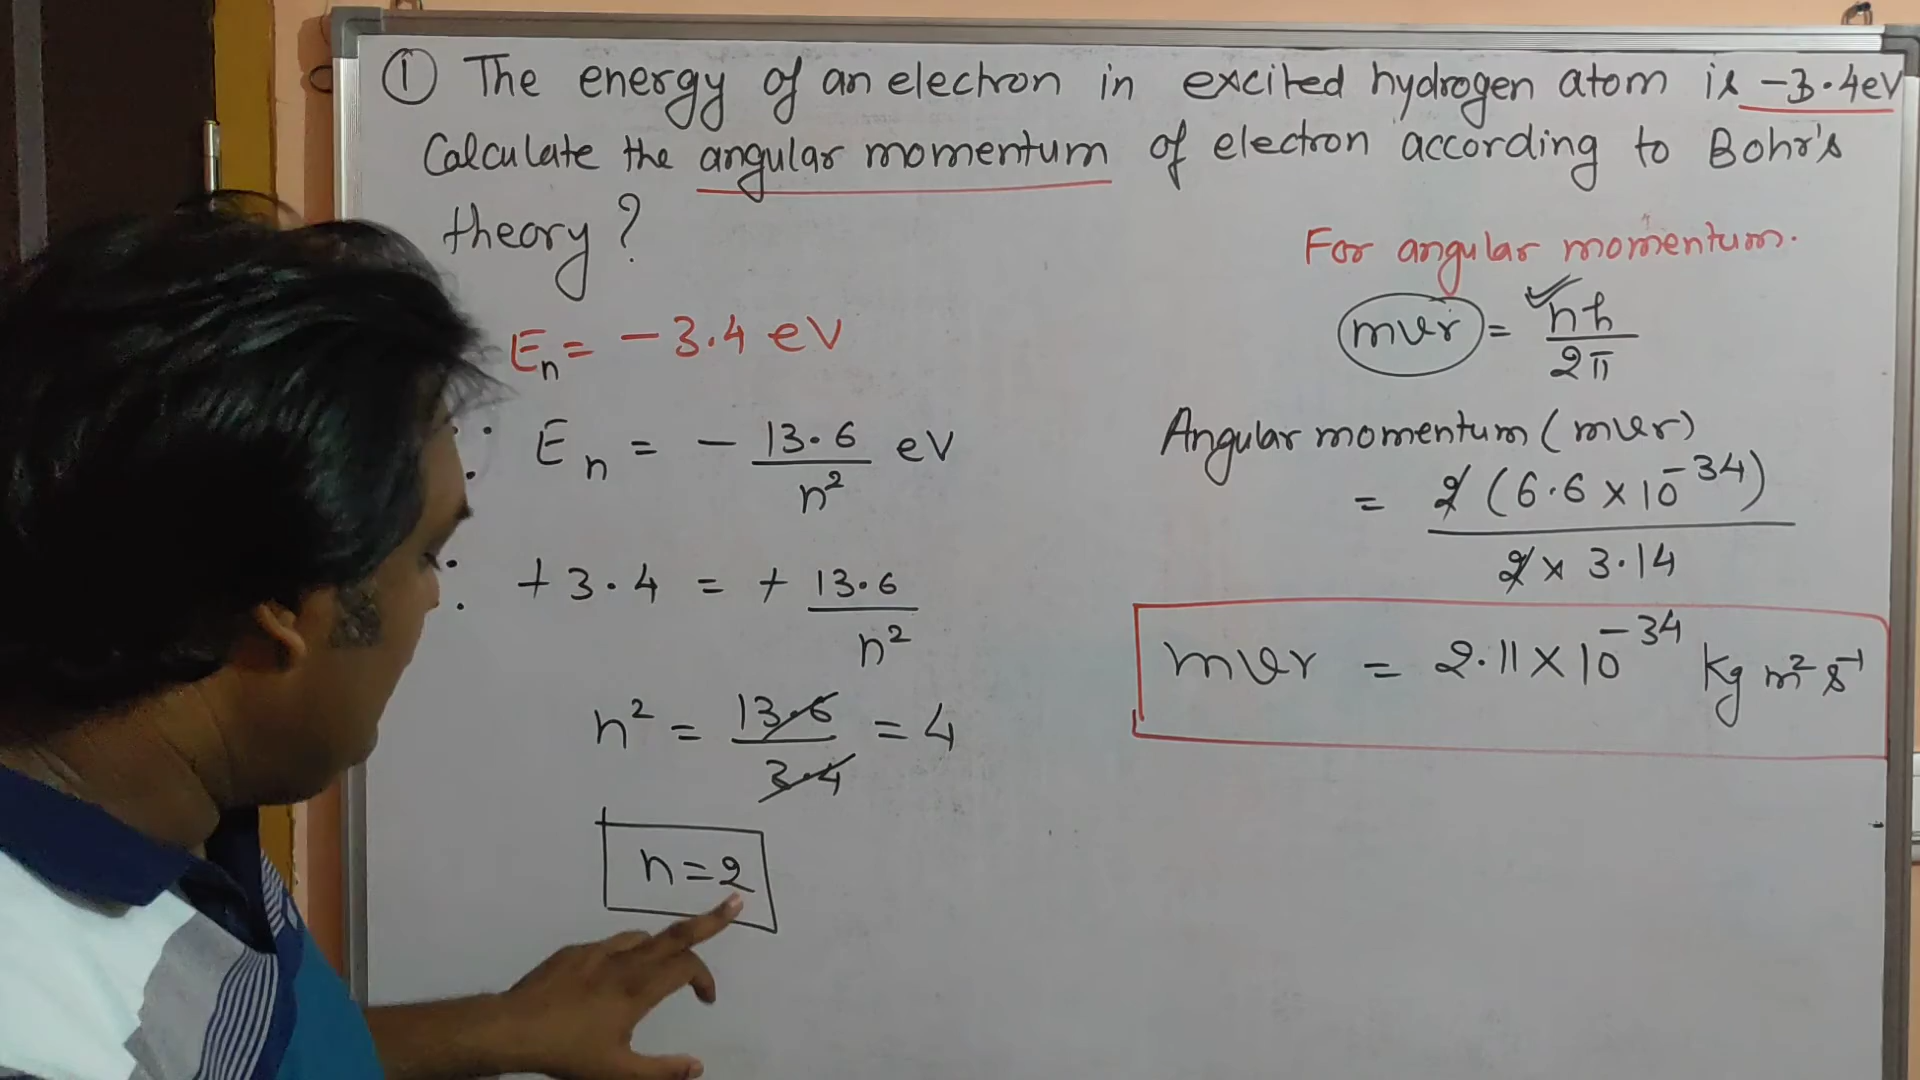 ① The energy of an electron in excited hydrogen atom is -3.4eV
Calculate the angular momentum of electron according to Bohr's
theory ?
Eₙ = - 3.4 eV
∵ Eₙ = - 13.6/n² eV
∴ +3.4 = + 13.6/n²
n² = 13.6/3.4 = 4
n=2
For angular momentum.
mvr = nh/2π
Angular momentum (mvr)
= 2 (6.6 × 10⁻³⁴) / 2 × 3.14
mvr = 2.11 × 10⁻³⁴ Kg m² s⁻¹